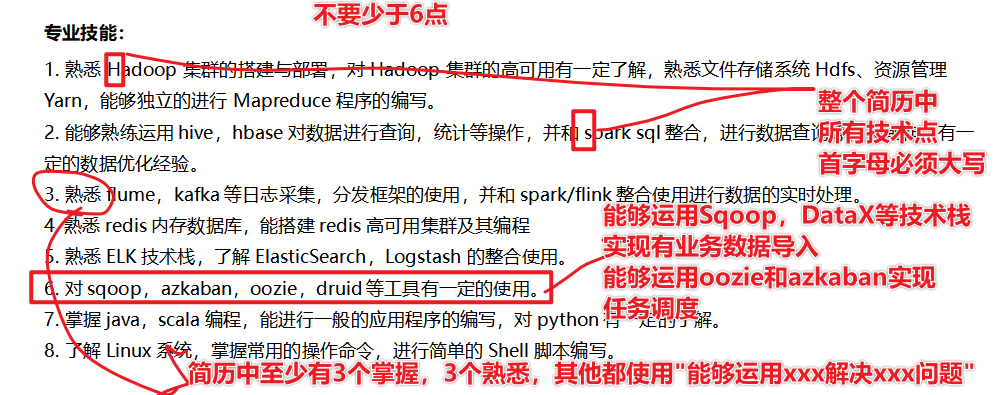 不要少于6点
专业技能：
1. 熟悉 Hadoop 集群的搭建与部署，对 Hadoop 集群的高可用有一定了解，熟悉文件存储系统 Hdfs、资源管理
Yarn，能够独立的进行 Mapreduce 程序的编写。
整个简历中
所有技术点
首字母必须大写
2. 能够熟练运用 hive，hbase 对数据进行查询，统计等操作，并和 spark sql 整合，进行数据查询 有一
定的数据优化经验。
3. 熟悉 flume，kafka 等日志采集，分发框架的使用，并和 spark/flink 整合使用进行数据的实时处理。
4. 熟悉 redis 内存数据库，能搭建 redis 高可用集群及其编程
能够运用Sqoop，DataX等技术栈
实现有业务数据导入
能够运用oozie和azkaban实现
任务调度
5. 熟悉 ELK 技术栈，了解 ElasticSearch，Logstash 的整合使用。
6. 对 sqoop，azkaban，oozie，druid 等工具有一定的使用。
7. 掌握 java，scala 编程，能进行一般的应用程序的编写，对 python 有一定的了解。
8. 了解 Linux 系统，掌握常用的操作命令，进行简单的 Shell 脚本编写。
简历中至少有3个掌握，3个熟悉，其他都使用"能够运用xxx解决xxx问题"